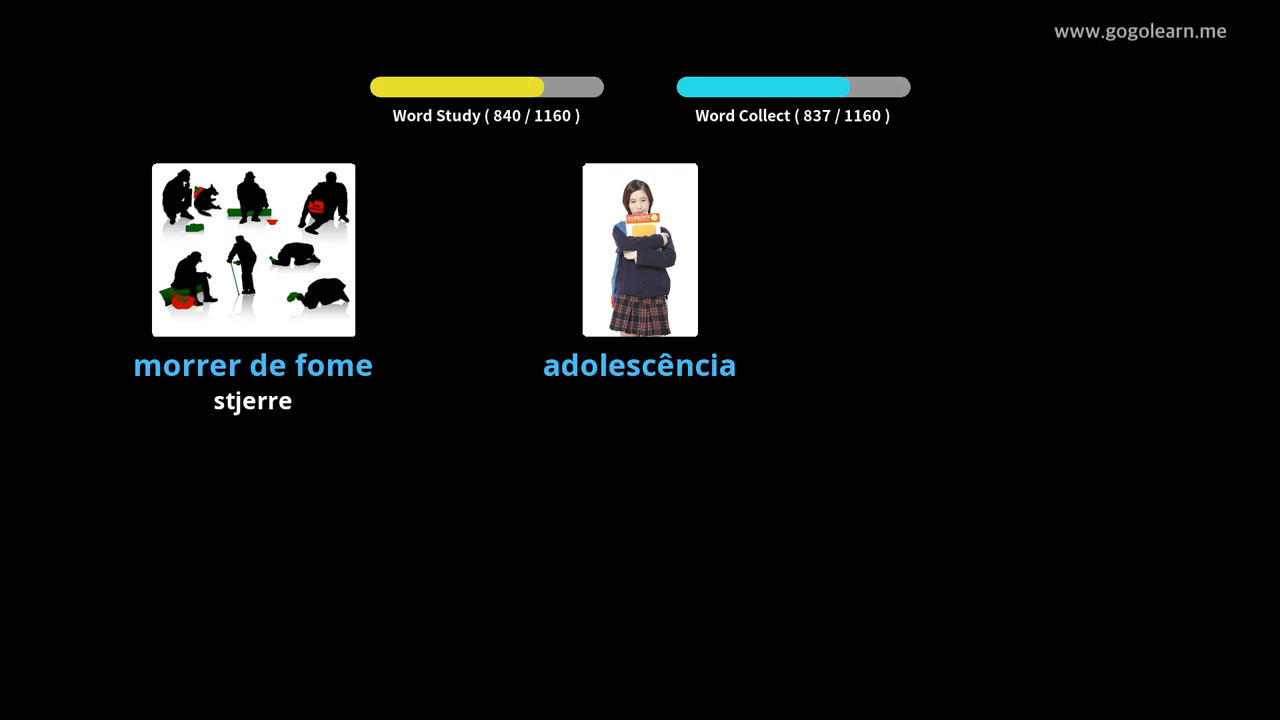 www.gogolearn.me
Word Study ( 840 / 1160 )
Word Collect ( 837 / 1160 )
morrer de fome
stjerre
adolescência